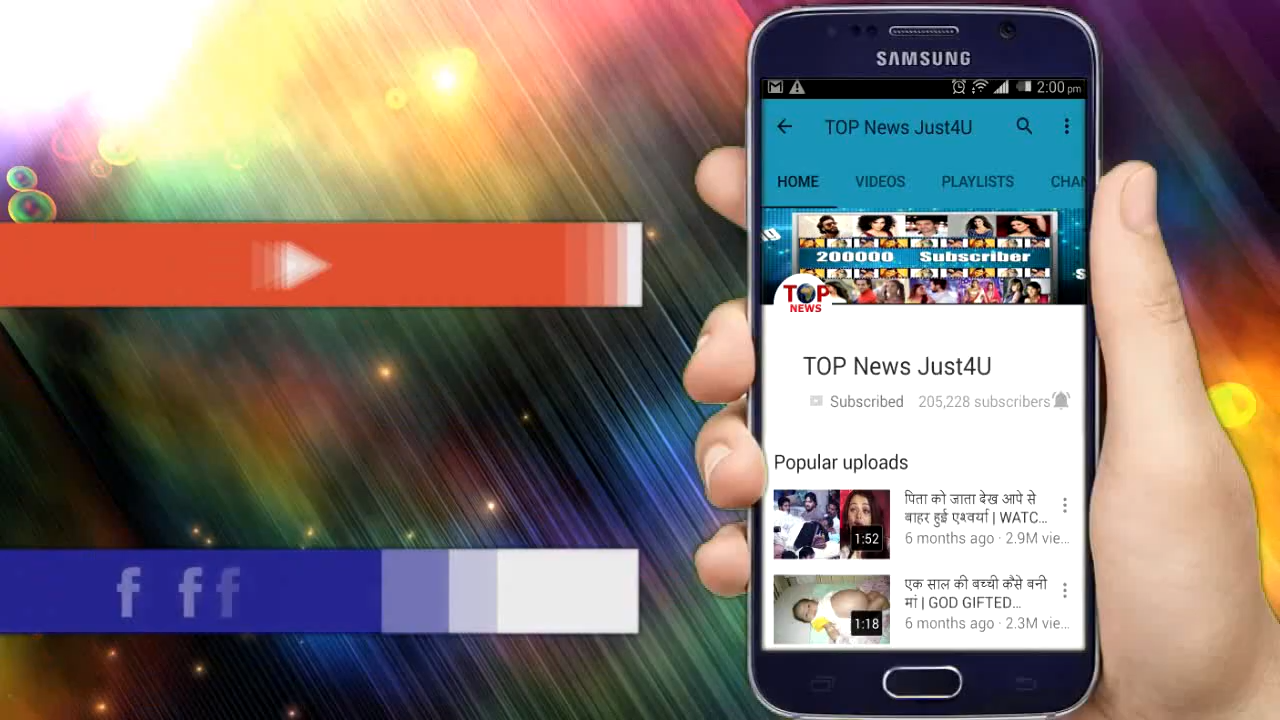 SAMSUNG
2:00 pm
TOP News Just4U
HOME VIDEOS PLAYLISTS CHAN
200000 Subscriber
TOP
NEWS
TOP News Just4U
Subscribed 205,228 subscribers
Popular uploads
पिता को जाता देख आपे से
बाहर हुई एश्वर्या | WATC...
6 months ago · 2.9M vie...
1:52
एक साल की बच्ची कैसे बनी
मां | GOD GIFTED...
6 months ago · 2.3M vie...
1:18
f f f